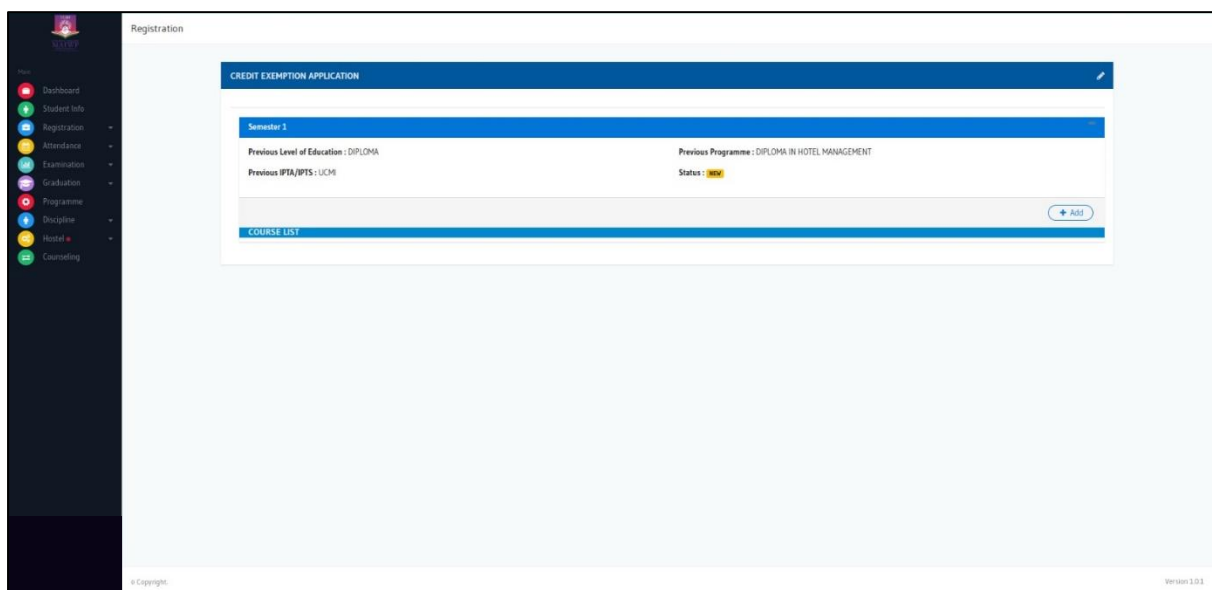 Registration
Main
Dashboard
Student Info
Registration
Attendance
Examination
Graduation
Programme
Discipline
Hostel
Counseling
CREDIT EXEMPTION APPLICATION
Semester 1
Previous Level of Education : DIPLOMA
Previous Programme : DIPLOMA IN HOTEL MANAGEMENT
Previous IPTA/IPTS : UCMI
Status : NEW
+ Add
COURSE LIST
© Copyright.
Version 1.0.1